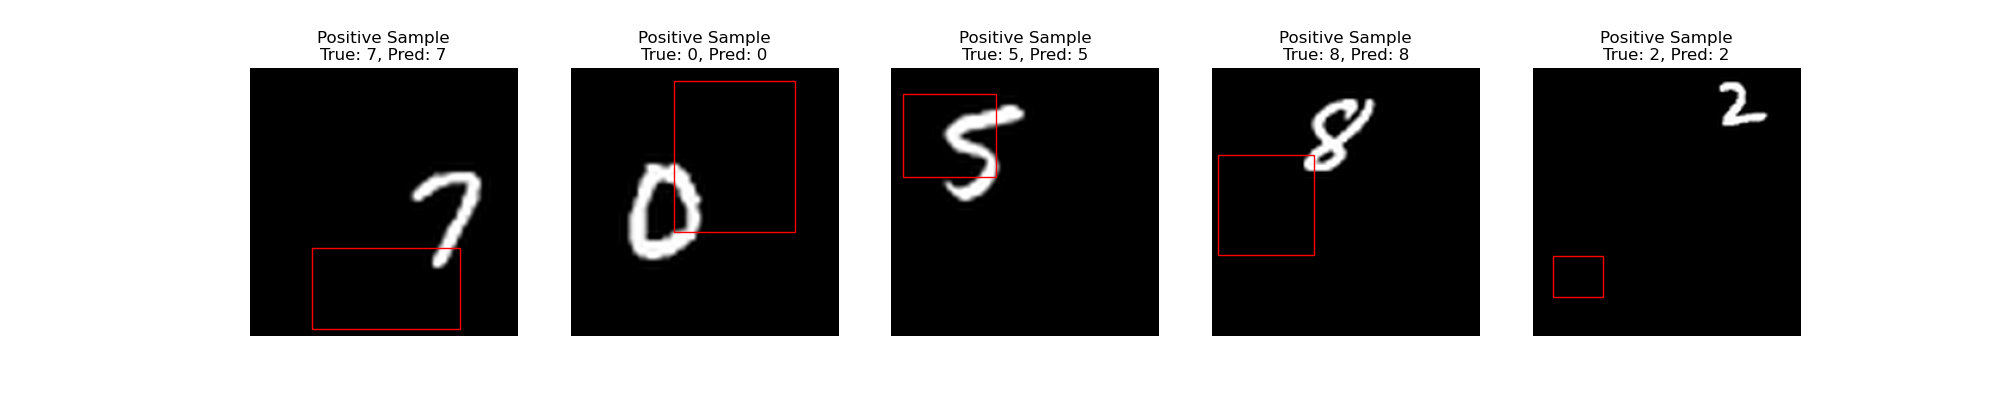 Positive Sample
True: 7, Pred: 7
Positive Sample
True: 0, Pred: 0
Positive Sample
True: 5, Pred: 5
Positive Sample
True: 8, Pred: 8
Positive Sample
True: 2, Pred: 2
7
0
5
8
2